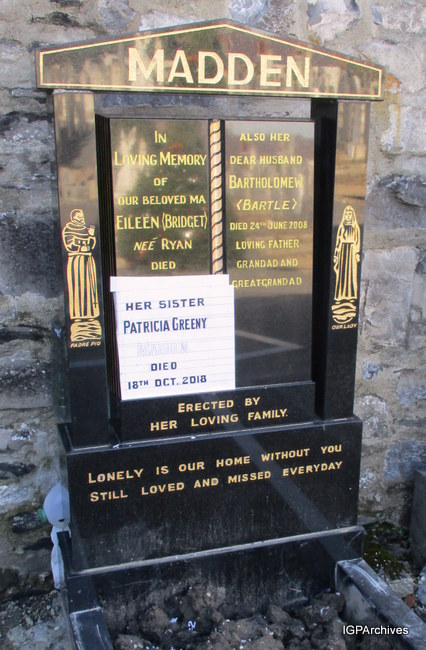 MADDEN
IN
LOVING MEMORY
OF
OUR BELOVED MA
EILEEN (BRIDGET)
NEÉ RYAN
DIED
HER SISTER
PATRICIA GREENY
DIED
18TH OCT. 2018
ALSO HER
DEAR HUSBAND
BARTHOLOMEW
(BARTLE)
DIED 24TH JUNE 2008
LOVING FATHER
GRANDAD AND
GREATGRANDAD
PADRE PIO
OUR LADY
ERECTED BY
HER LOVING FAMILY.
LONELY IS OUR HOME WITHOUT YOU
STILL LOVED AND MISSED EVERYDAY
IGPArchives